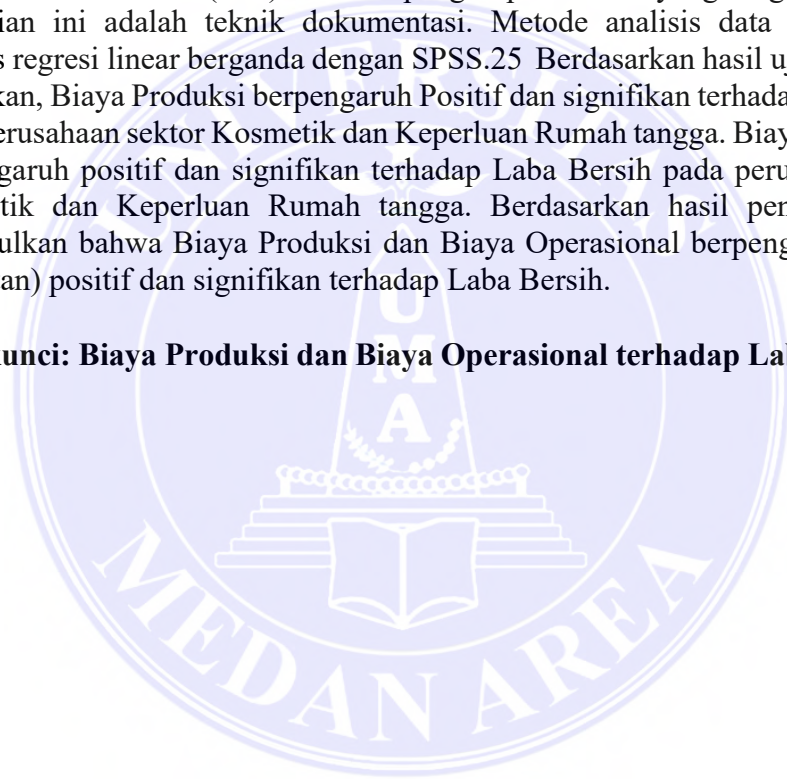 UNIVERSITAS
ian ini adalah teknik dokumentasi. Metode analisis data
s regresi linear berganda dengan SPSS.25 Berdasarkan hasil uj
kan, Biaya Produksi berpengaruh Positif dan signifikan terhada
erusahaan sektor Kosmetik dan Keperluan Rumah tangga. Biay
garuh positif dan signifikan terhadap Laba Bersih pada peru
tik dan Keperluan Rumah tangga. Berdasarkan hasil pen
ulkan bahwa Biaya Produksi dan Biaya Operasional berpeng
an) positif dan signifikan terhadap Laba Bersih.
unci: Biaya Produksi dan Biaya Operasional terhadap La
U
M
A
MEDAN AREA